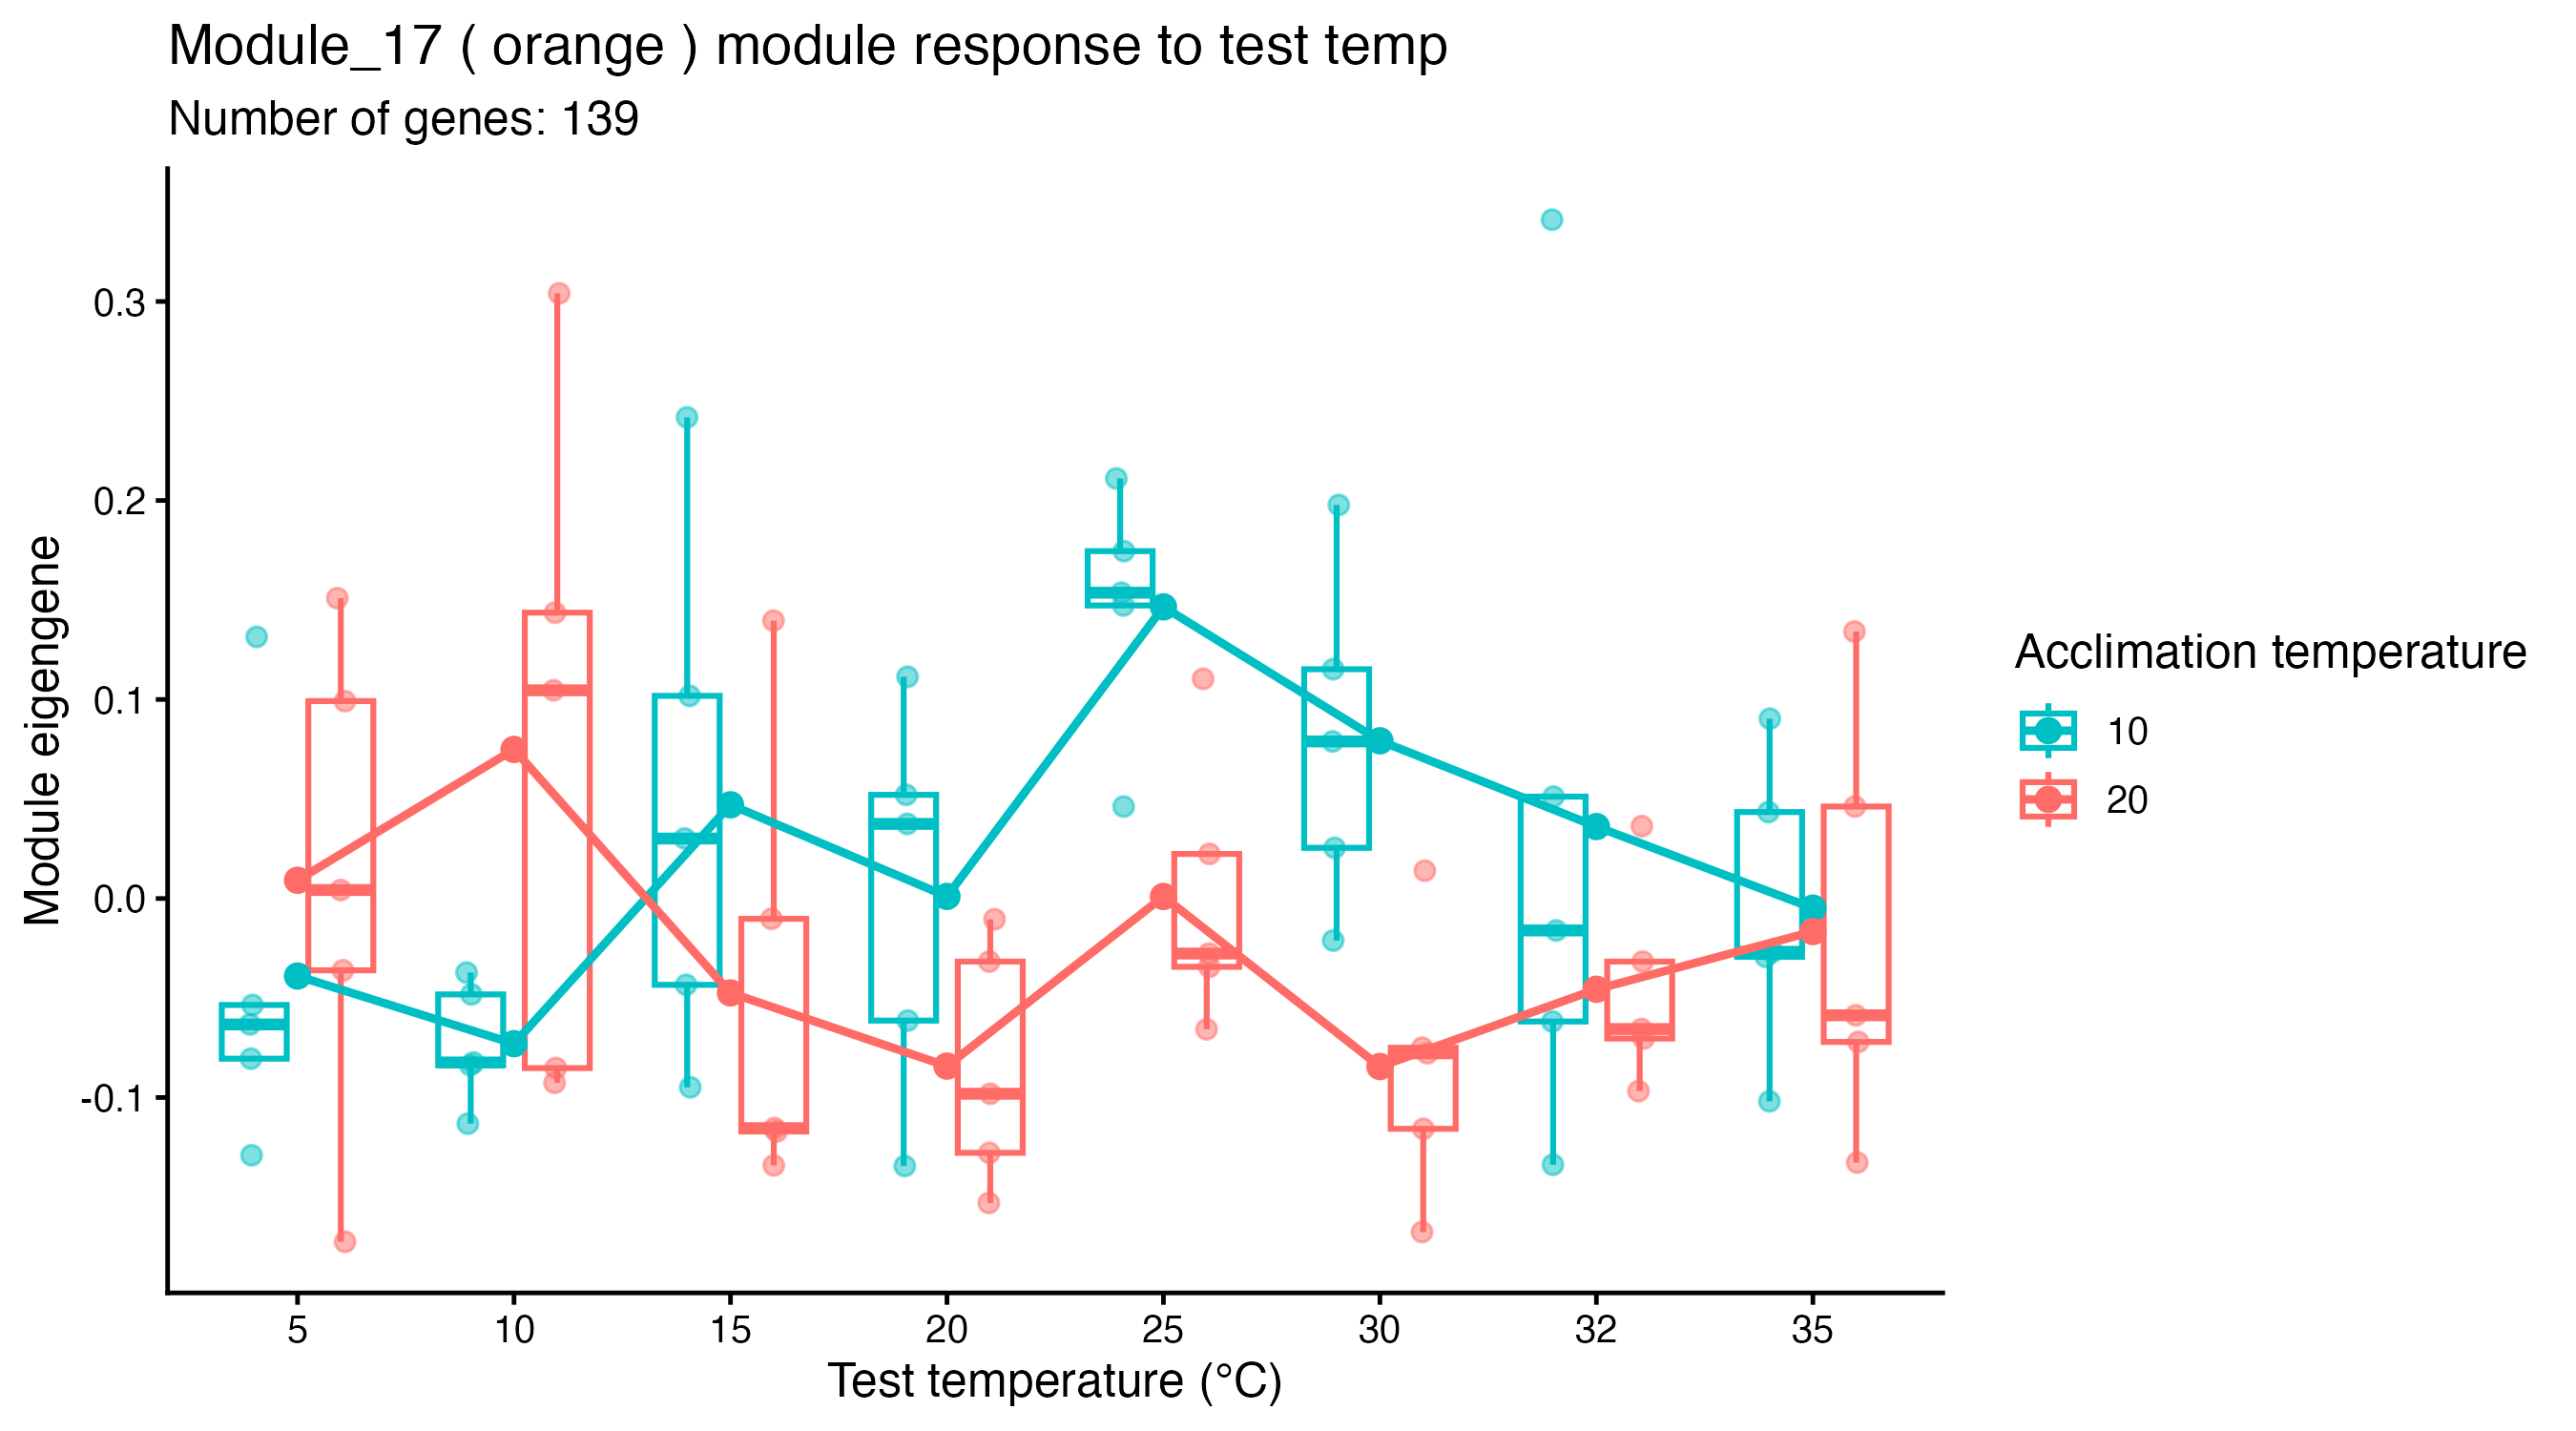 Module_17 ( orange ) module response to test temp
Number of genes: 139
Module eigengene
0.3
0.2
0.1
0.0
-0.1
5 10 15 20 25 30 32 35
Test temperature (°C)
Acclimation temperature
10
20